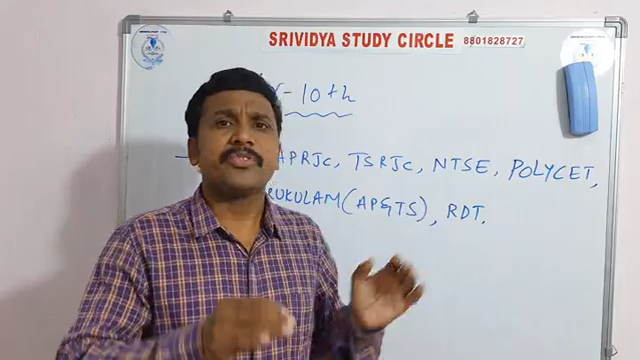 SRIVIDYA STUDY CIRCLE 8801828727
- 10th
APRJC, TSRJC, NTSE, POLYCET,
RUKULAM (AP&TS), RDT.